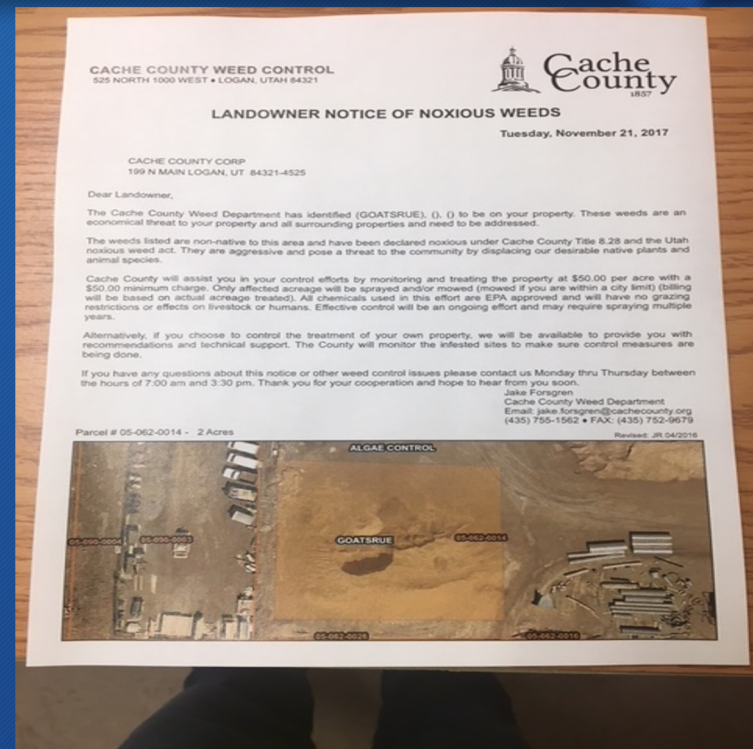 CACHE COUNTY WEED CONTROL
525 NORTH 1000 WEST • LOGAN, UTAH 84321
Cache
County
1857
LANDOWNER NOTICE OF NOXIOUS WEEDS
Tuesday, November 21, 2017
CACHE COUNTY CORP
199 N MAIN LOGAN, UT 84321-4525
Dear Landowner,
The Cache County Weed Department has identified (GOATSRUE), (), () to be on your property. These weeds are an
economical threat to your property and all surrounding properties and need to be addressed.
The weeds listed are non-native to this area and have been declared noxious under Cache County Title 8.28 and the Utah
noxious weed act. They are aggressive and pose a threat to the community by displacing our desirable native plants and
animal species.
Cache County will assist you in your control efforts by monitoring and treating the property at $50.00 per acre with a
$50.00 minimum charge. Only affected acreage will be sprayed and/or mowed (mowed if you are within a city limit) (billing
will be based on actual acreage treated). All chemicals used in this effort are EPA approved and will have no grazing
restrictions or effects on livestock or humans. Effective control will be an ongoing effort and may require spraying multiple
years.
Alternatively, if you choose to control the treatment of your own property, we will be available to provide you with
recommendations and technical support. The County will monitor the infested sites to make sure control measures are
being done.
If you have any questions about this notice or other weed control issues please contact us Monday thru Thursday between
the hours of 7:00 am and 3:30 pm. Thank you for your cooperation and hope to hear from you soon.
Jake Forsgren
Cache County Weed Department
Email: jake.forsgren@cachecounty.org
(435) 755-1562 • FAX: (435) 752-9679
Parcel # 05-062-0014 - 2 Acres
Revised: JR 04/2016
ALGAE CONTROL
05-090-0004
05-090-0003
GOATSRUE
05-062-0014
05-062-0026
05-062-0016